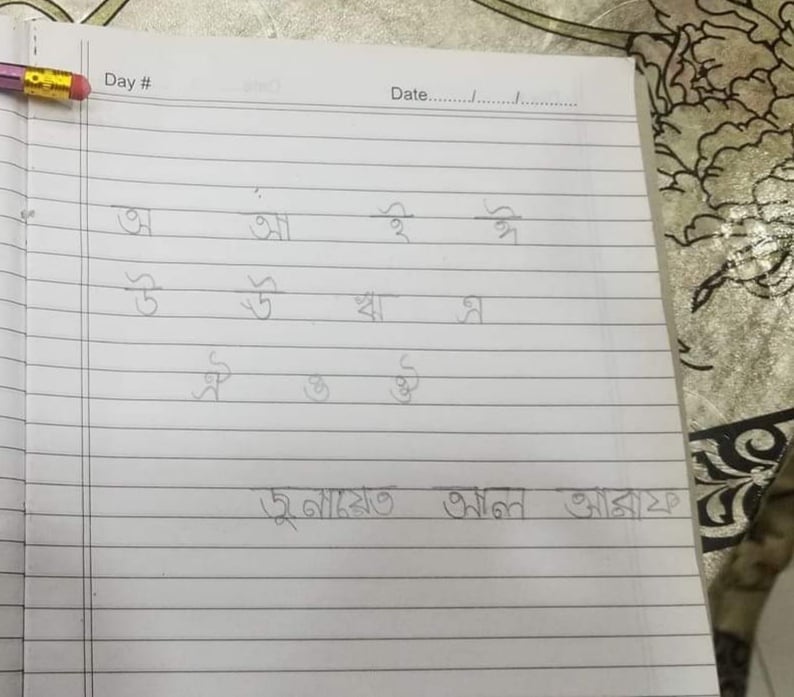 Day #
Date........./........./............
অ আ ই ঈ
উ ঊ ঋ এ
ঐ ও ঔ
জুনায়েত আল আরাফ